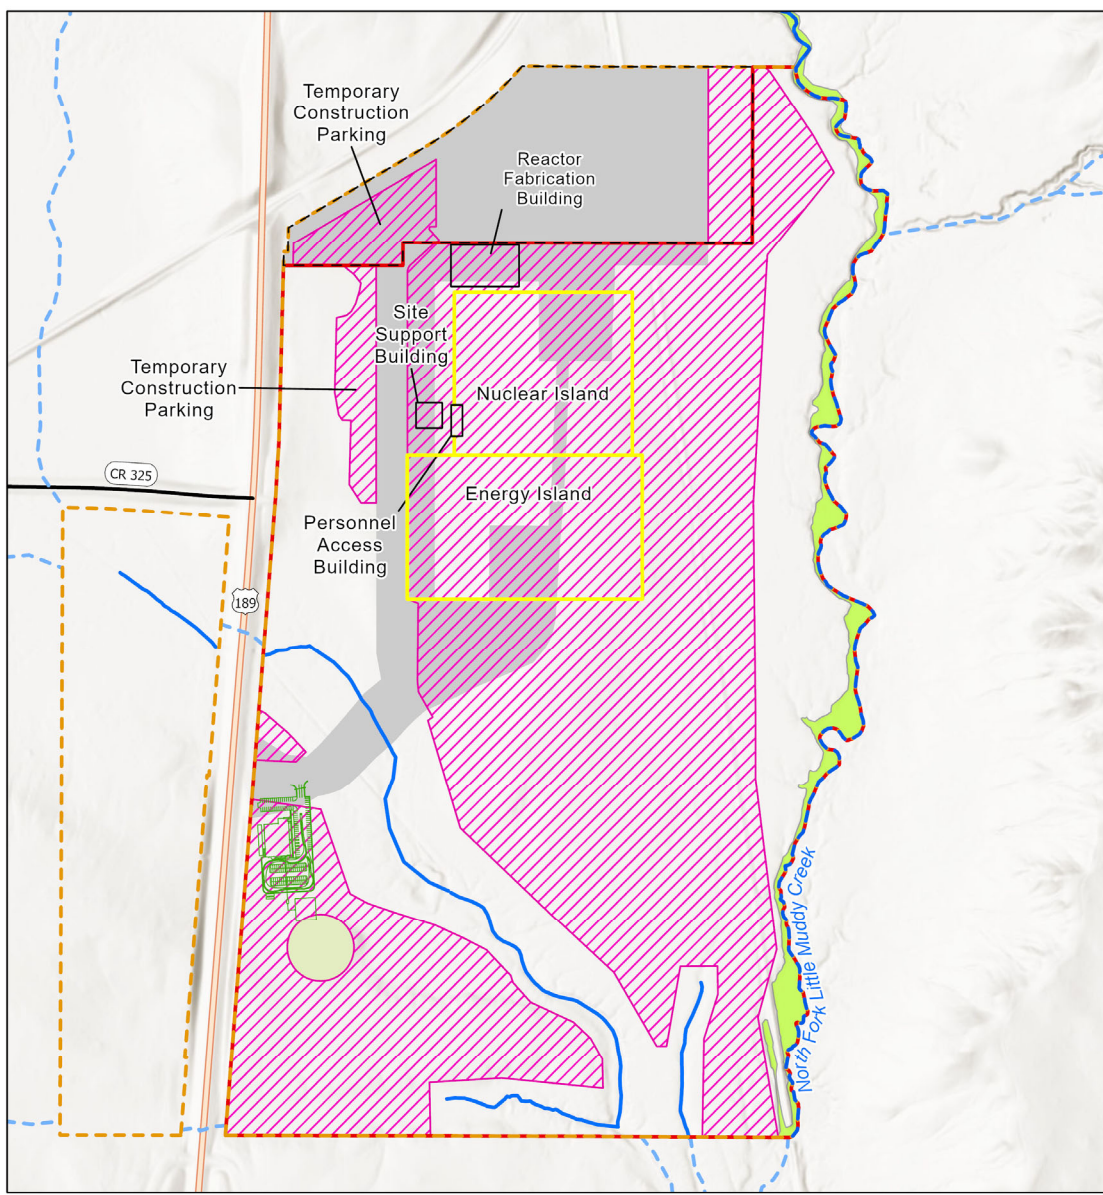 Temporary
Construction
Parking
Reactor
Fabrication
Building
Site
Support
Building
Temporary
Construction
Parking
Nuclear Island
CR 325
Energy Island
Personnel
Access
Building
189
North Fork Little Muddy Creek